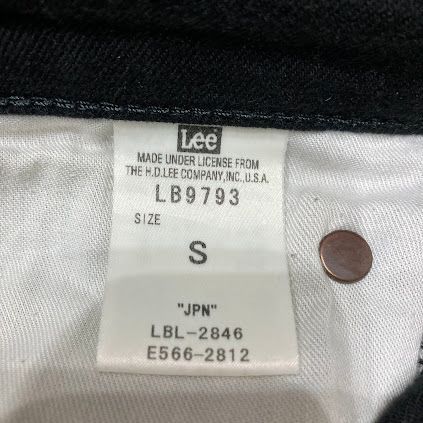 Lee
MADE UNDER LICENSE FROM
THE H.D.LEE COMPANY,INC.,U.S.A.
LB9793
SIZE
S
"JPN"
LBL-2846
E566-2812